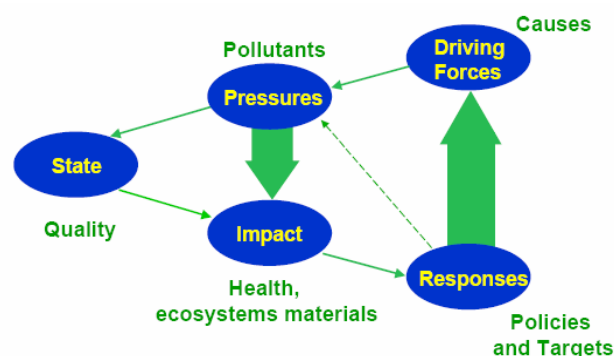 Causes
Driving
Forces
Pollutants
Pressures
State
Quality
Impact
Health,
ecosystems materials
Responses
Policies
and Targets